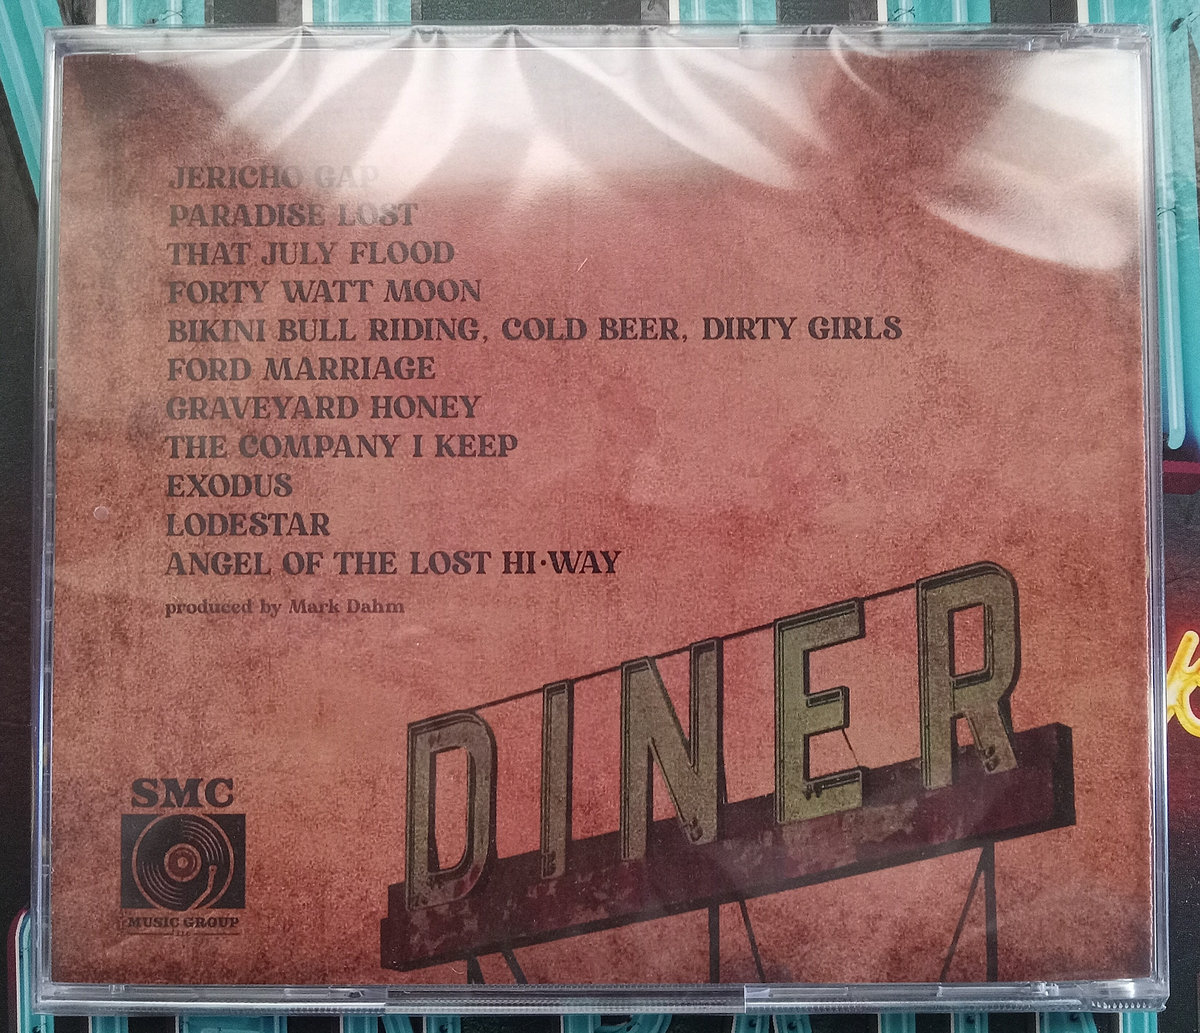 JERICHO GAP
PARADISE LOST
THAT JULY FLOOD
FORTY WATT MOON
BIKINI BULL RIDING, COLD BEER, DIRTY GIRLS
FORD MARRIAGE
GRAVEYARD HONEY
THE COMPANY I KEEP
EXODUS
LODESTAR
ANGEL OF THE LOST HI·WAY
produced by Mark Dahm
DINER
SMC
MUSIC GROUP